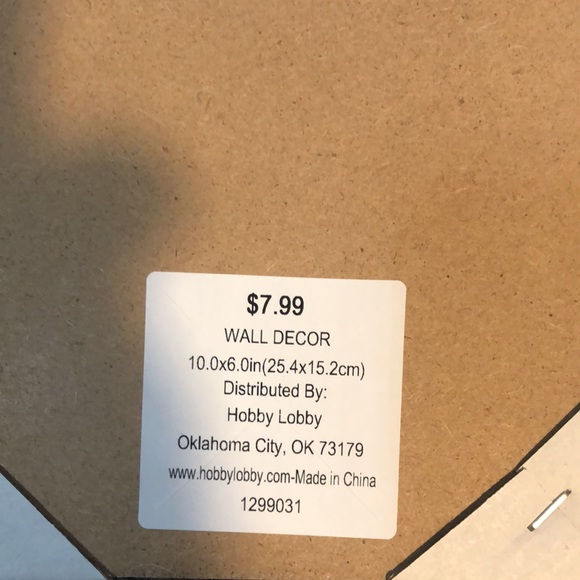 $7.99
WALL DECOR
10.0x6.0in(25.4x15.2cm)
Distributed By:
Hobby Lobby
Oklahoma City, OK 73179
www.hobbylobby.com-Made in China
1299031